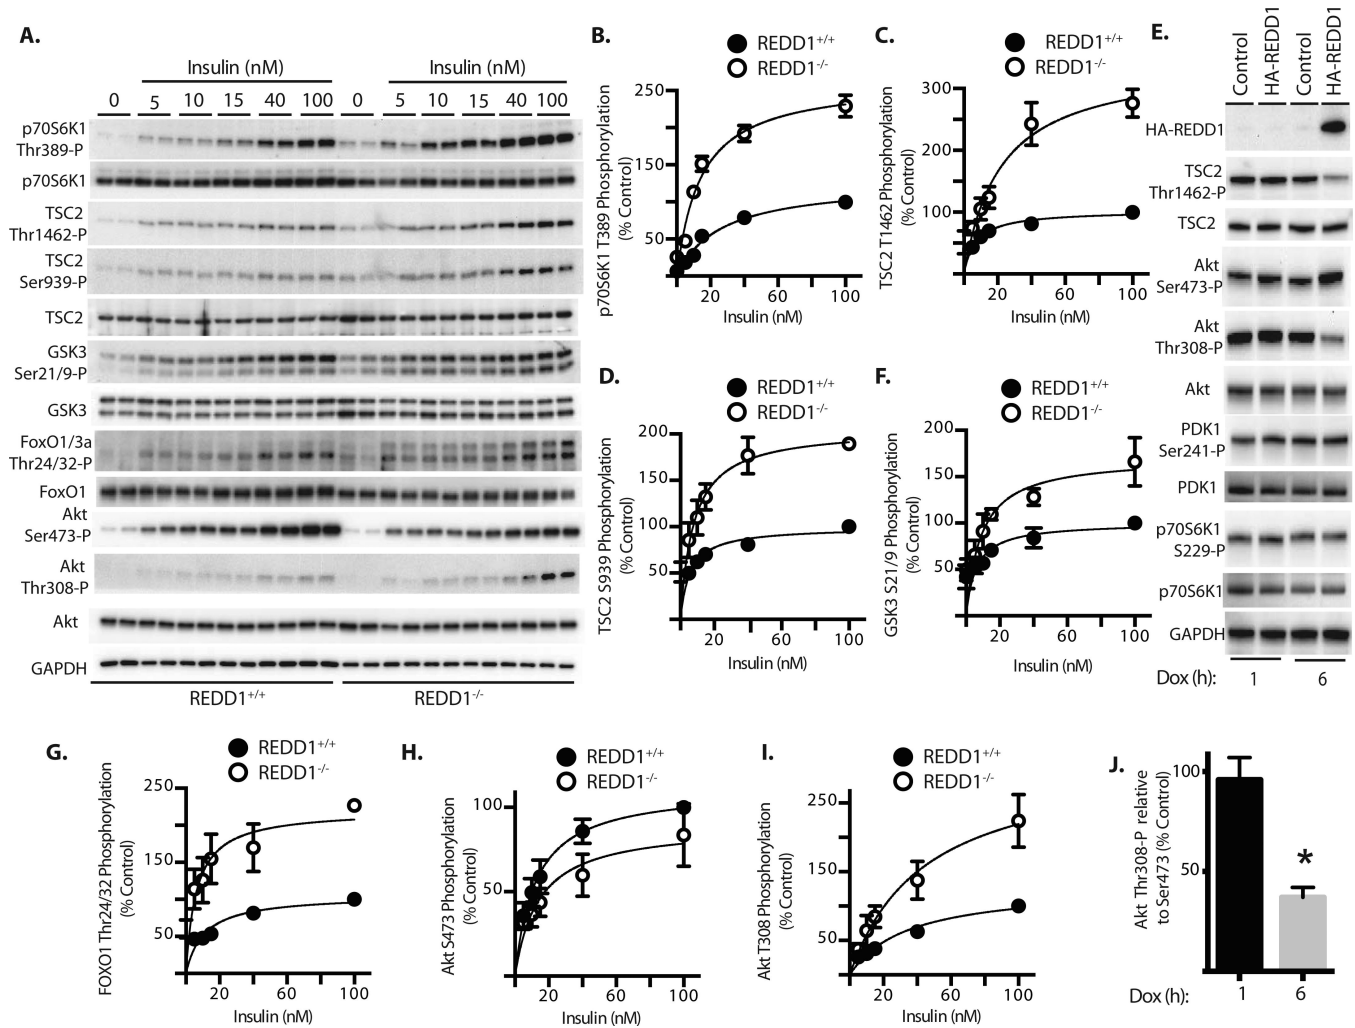 A.
Insulin (nM)
Insulin (nM)
0 5 10 15 40 100 0 5 10 15 40 100
p70S6K1
Thr389-P
p70S6K1
TSC2
Thr1462-P
TSC2
Ser939-P
TSC2
GSK3
Ser21/9-P
GSK3
FoxO1/3a
Thr24/32-P
FoxO1
Akt
Ser473-P
Akt
Thr308-P
Akt
GAPDH
REDD1+/+
REDD1-/-
B.
REDD1+/+
REDD1-/-
p70S6K1 T389 Phosphorylation
(% Control)
250
150
50
20 60 100
Insulin (nM)
C.
REDD1+/+
REDD1-/-
TSC2 T1462 Phosphorylation
(% Control)
300
200
100
20 60 100
Insulin (nM)
D.
REDD1+/+
REDD1-/-
TSC2 S939 Phosphorylation
(% Control)
200
150
100
50
20 60 100
Insulin (nM)
F.
REDD1+/+
REDD1-/-
GSK3 S21/9 Phosphorylation
(% Control)
200
150
100
50
20 60 100
Insulin (nM)
E.
Control
HA-REDD1
Control
HA-REDD1
HA-REDD1
TSC2
Thr1462-P
TSC2
Akt
Ser473-P
Akt
Thr308-P
Akt
PDK1
Ser241-P
PDK1
p70S6K1
S229-P
p70S6K1
GAPDH
Dox (h): 1 6
G.
REDD1+/+
REDD1-/-
FOXO1 Thr24/32 Phosphorylation
(% Control)
250
150
50
20 60 100
Insulin (nM)
H.
REDD1+/+
REDD1-/-
Akt S473 Phosphorylation
(% Control)
100
50
20 60 100
Insulin (nM)
I.
REDD1+/+
REDD1-/-
Akt T308 Phosphorylation
(% Control)
250
150
50
20 60 100
Insulin (nM)
J.
Akt Thr308-P relative
to Ser473 (% Control)
100
50
*
Dox (h): 1 6